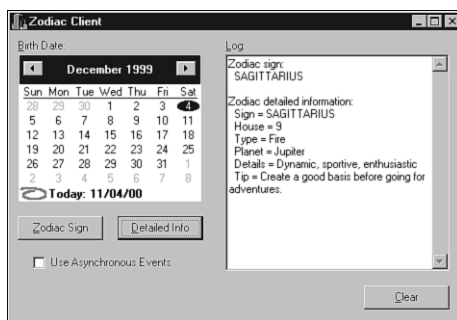 Zodiac Client
Birth Date:
December 1999
Sun Mon Tue Wed Thu Fri Sat
28 29 30 1 2 3 4
5 6 7 8 9 10 11
12 13 14 15 16 17 18
19 20 21 22 23 24 25
26 27 28 29 30 31 1
2 3 4 5 6 7 8
Today: 11/04/00
Zodiac Sign
Detailed Info
Use Asynchronous Events
Log:
Zodiac sign:
SAGITTARIUS
Zodiac detailed information:
Sign = SAGITTARIUS
House = 9
Type = Fire
Planet = Jupiter
Details = Dynamic, sportive, enthusiastic
Tip = Create a good basis before going for
adventures.
Clear